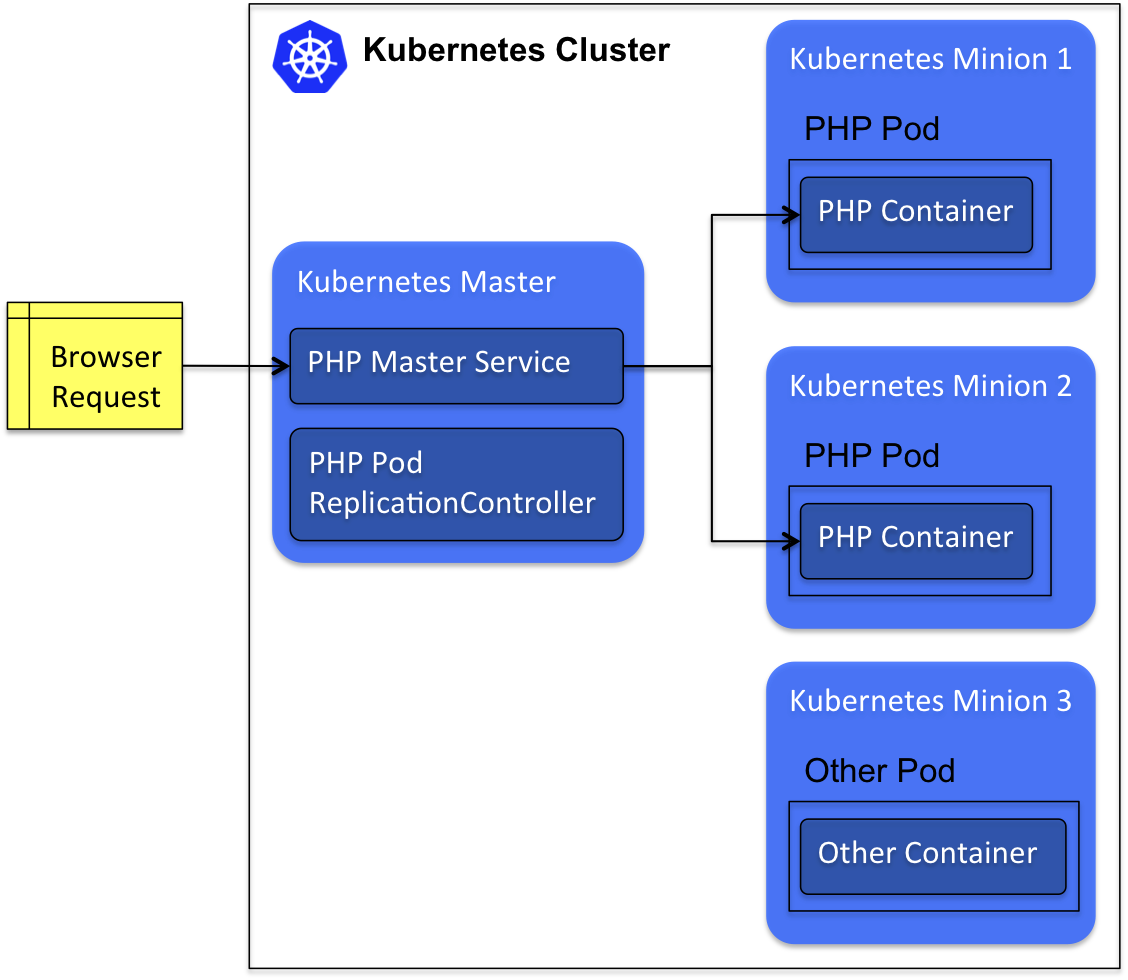 Kubernetes Cluster
Browser
Request
Kubernetes Master
PHP Master Service
PHP Pod
ReplicationController
Kubernetes Minion 1
PHP Pod
PHP Container
Kubernetes Minion 2
PHP Pod
PHP Container
Kubernetes Minion 3
Other Pod
Other Container